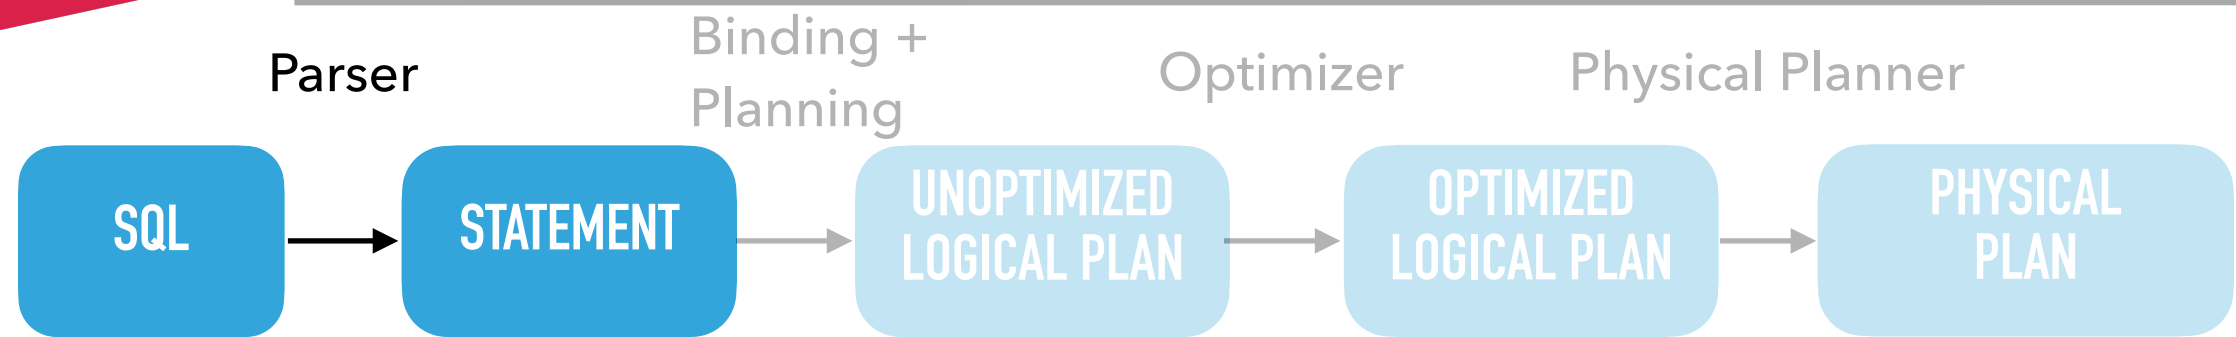 Parser
Binding +
Planning
Optimizer
Physical Planner
SQL
STATEMENT
UNOPTIMIZED
LOGICAL PLAN
OPTIMIZED
LOGICAL PLAN
PHYSICAL
PLAN